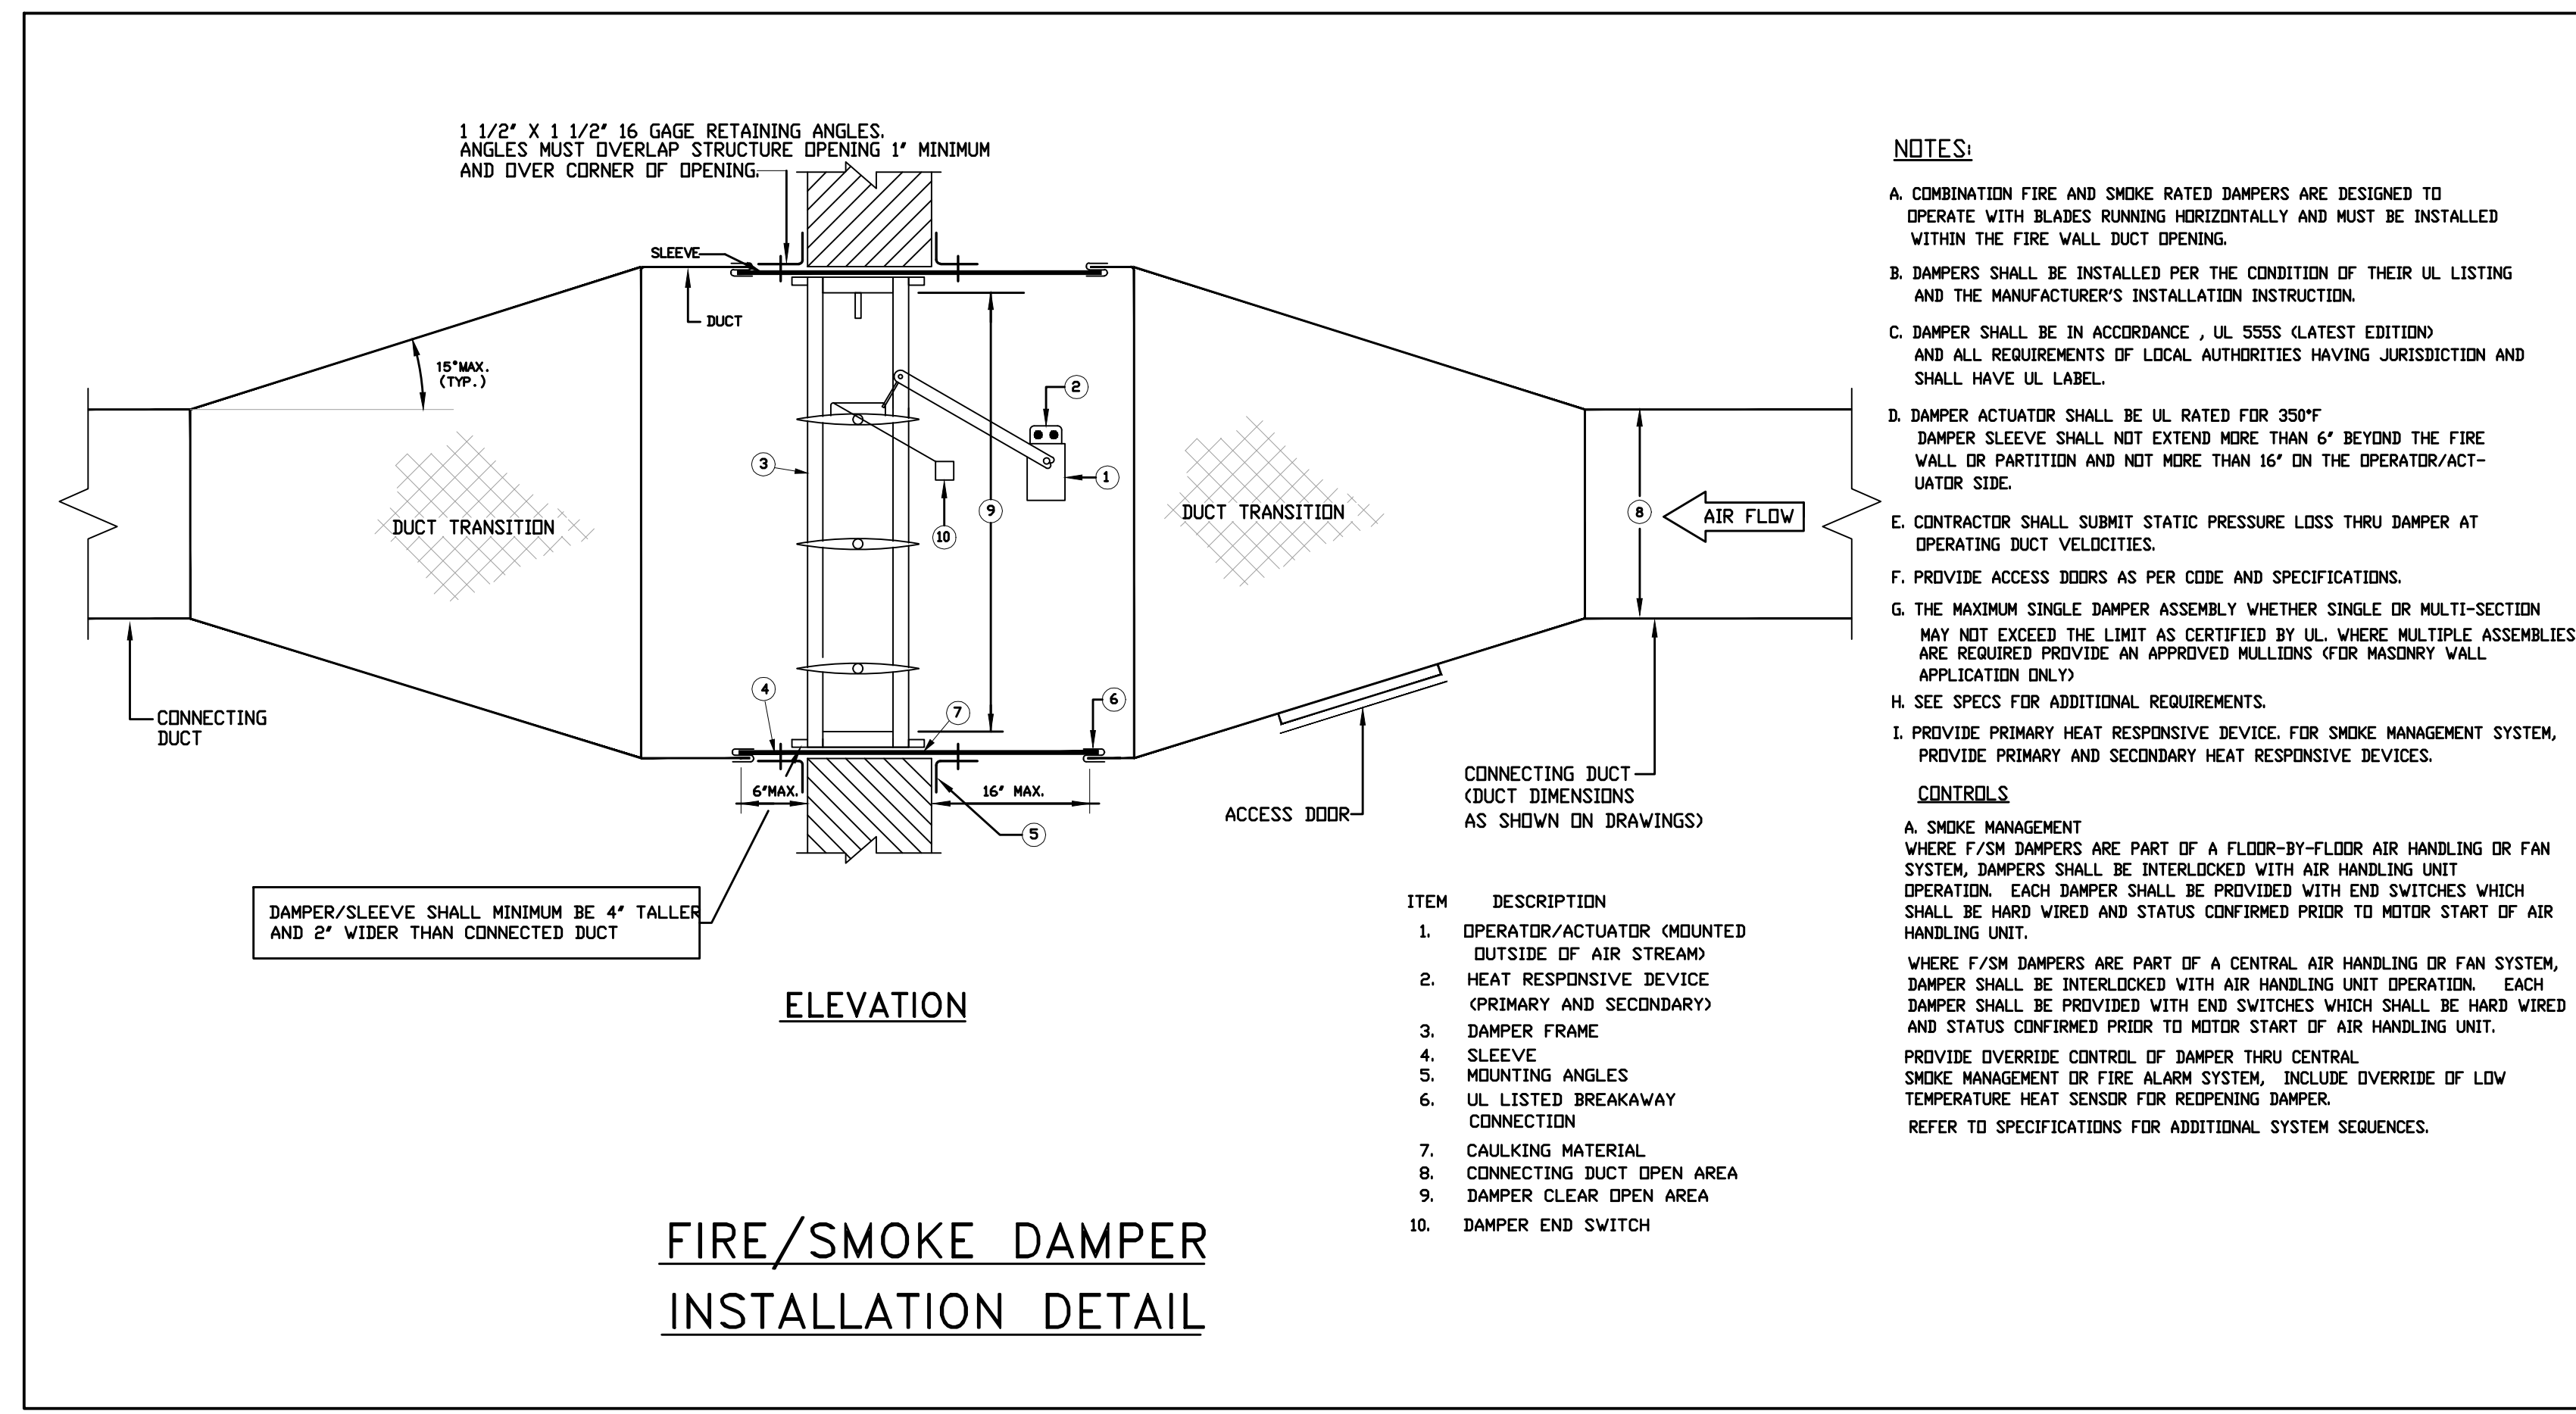 1 1/2" X 1 1/2" 16 GAGE RETAINING ANGLES.
ANGLES MUST OVERLAP STRUCTURE OPENING 1" MINIMUM
AND OVER CORNER OF OPENING.
SLEEVE
DUCT
15°MAX.
(TYP.)
2
3
1
9
10
DUCT TRANSITION
DUCT TRANSITION
8
AIR FLOW
4
7
6
CONNECTING
DUCT
6"MAX.
16" MAX.
5
ACCESS DOOR
CONNECTING DUCT
(DUCT DIMENSIONS
AS SHOWN ON DRAWINGS)
DAMPER/SLEEVE SHALL MINIMUM BE 4" TALLER
AND 2" WIDER THAN CONNECTED DUCT
ELEVATION
FIRE/SMOKE DAMPER
INSTALLATION DETAIL
ITEM DESCRIPTION
1. OPERATOR/ACTUATOR (MOUNTED
OUTSIDE OF AIR STREAM)
2. HEAT RESPONSIVE DEVICE
(PRIMARY AND SECONDARY)
3. DAMPER FRAME
4. SLEEVE
5. MOUNTING ANGLES
6. UL LISTED BREAKAWAY
CONNECTION
7. CAULKING MATERIAL
8. CONNECTING DUCT OPEN AREA
9. DAMPER CLEAR OPEN AREA
10. DAMPER END SWITCH
NOTES:
A. COMBINATION FIRE AND SMOKE RATED DAMPERS ARE DESIGNED TO
OPERATE WITH BLADES RUNNING HORIZONTALLY AND MUST BE INSTALLED
WITHIN THE FIRE WALL DUCT OPENING.
B. DAMPERS SHALL BE INSTALLED PER THE CONDITION OF THEIR UL LISTING
AND THE MANUFACTURER'S INSTALLATION INSTRUCTION.
C. DAMPER SHALL BE IN ACCORDANCE , UL 555S (LATEST EDITION)
AND ALL REQUIREMENTS OF LOCAL AUTHORITIES HAVING JURISDICTION AND
SHALL HAVE UL LABEL.
D. DAMPER ACTUATOR SHALL BE UL RATED FOR 350°F
DAMPER SLEEVE SHALL NOT EXTEND MORE THAN 6" BEYOND THE FIRE
WALL OR PARTITION AND NOT MORE THAN 16" ON THE OPERATOR/ACT-
UATOR SIDE.
E. CONTRACTOR SHALL SUBMIT STATIC PRESSURE LOSS THRU DAMPER AT
OPERATING DUCT VELOCITIES.
F. PROVIDE ACCESS DOORS AS PER CODE AND SPECIFICATIONS.
G. THE MAXIMUM SINGLE DAMPER ASSEMBLY WHETHER SINGLE OR MULTI-SECTION
MAY NOT EXCEED THE LIMIT AS CERTIFIED BY UL. WHERE MULTIPLE ASSEMBLIES
ARE REQUIRED PROVIDE AN APPROVED MULLIONS (FOR MASONRY WALL
APPLICATION ONLY)
H. SEE SPECS FOR ADDITIONAL REQUIREMENTS.
I. PROVIDE PRIMARY HEAT RESPONSIVE DEVICE. FOR SMOKE MANAGEMENT SYSTEM,
PROVIDE PRIMARY AND SECONDARY HEAT RESPONSIVE DEVICES.
CONTROLS
A. SMOKE MANAGEMENT
WHERE F/SM DAMPERS ARE PART OF A FLOOR-BY-FLOOR AIR HANDLING OR FAN
SYSTEM, DAMPERS SHALL BE INTERLOCKED WITH AIR HANDLING UNIT
OPERATION. EACH DAMPER SHALL BE PROVIDED WITH END SWITCHES WHICH
SHALL BE HARD WIRED AND STATUS CONFIRMED PRIOR TO MOTOR START OF AIR
HANDLING UNIT.
WHERE F/SM DAMPERS ARE PART OF A CENTRAL AIR HANDLING OR FAN SYSTEM,
DAMPER SHALL BE INTERLOCKED WITH AIR HANDLING UNIT OPERATION. EACH
DAMPER SHALL BE PROVIDED WITH END SWITCHES WHICH SHALL BE HARD WIRED
AND STATUS CONFIRMED PRIOR TO MOTOR START OF AIR HANDLING UNIT.
PROVIDE OVERRIDE CONTROL OF DAMPER THRU CENTRAL
SMOKE MANAGEMENT OR FIRE ALARM SYSTEM, INCLUDE OVERRIDE OF LOW
TEMPERATURE HEAT SENSOR FOR REOPENING DAMPER.
REFER TO SPECIFICATIONS FOR ADDITIONAL SYSTEM SEQUENCES.